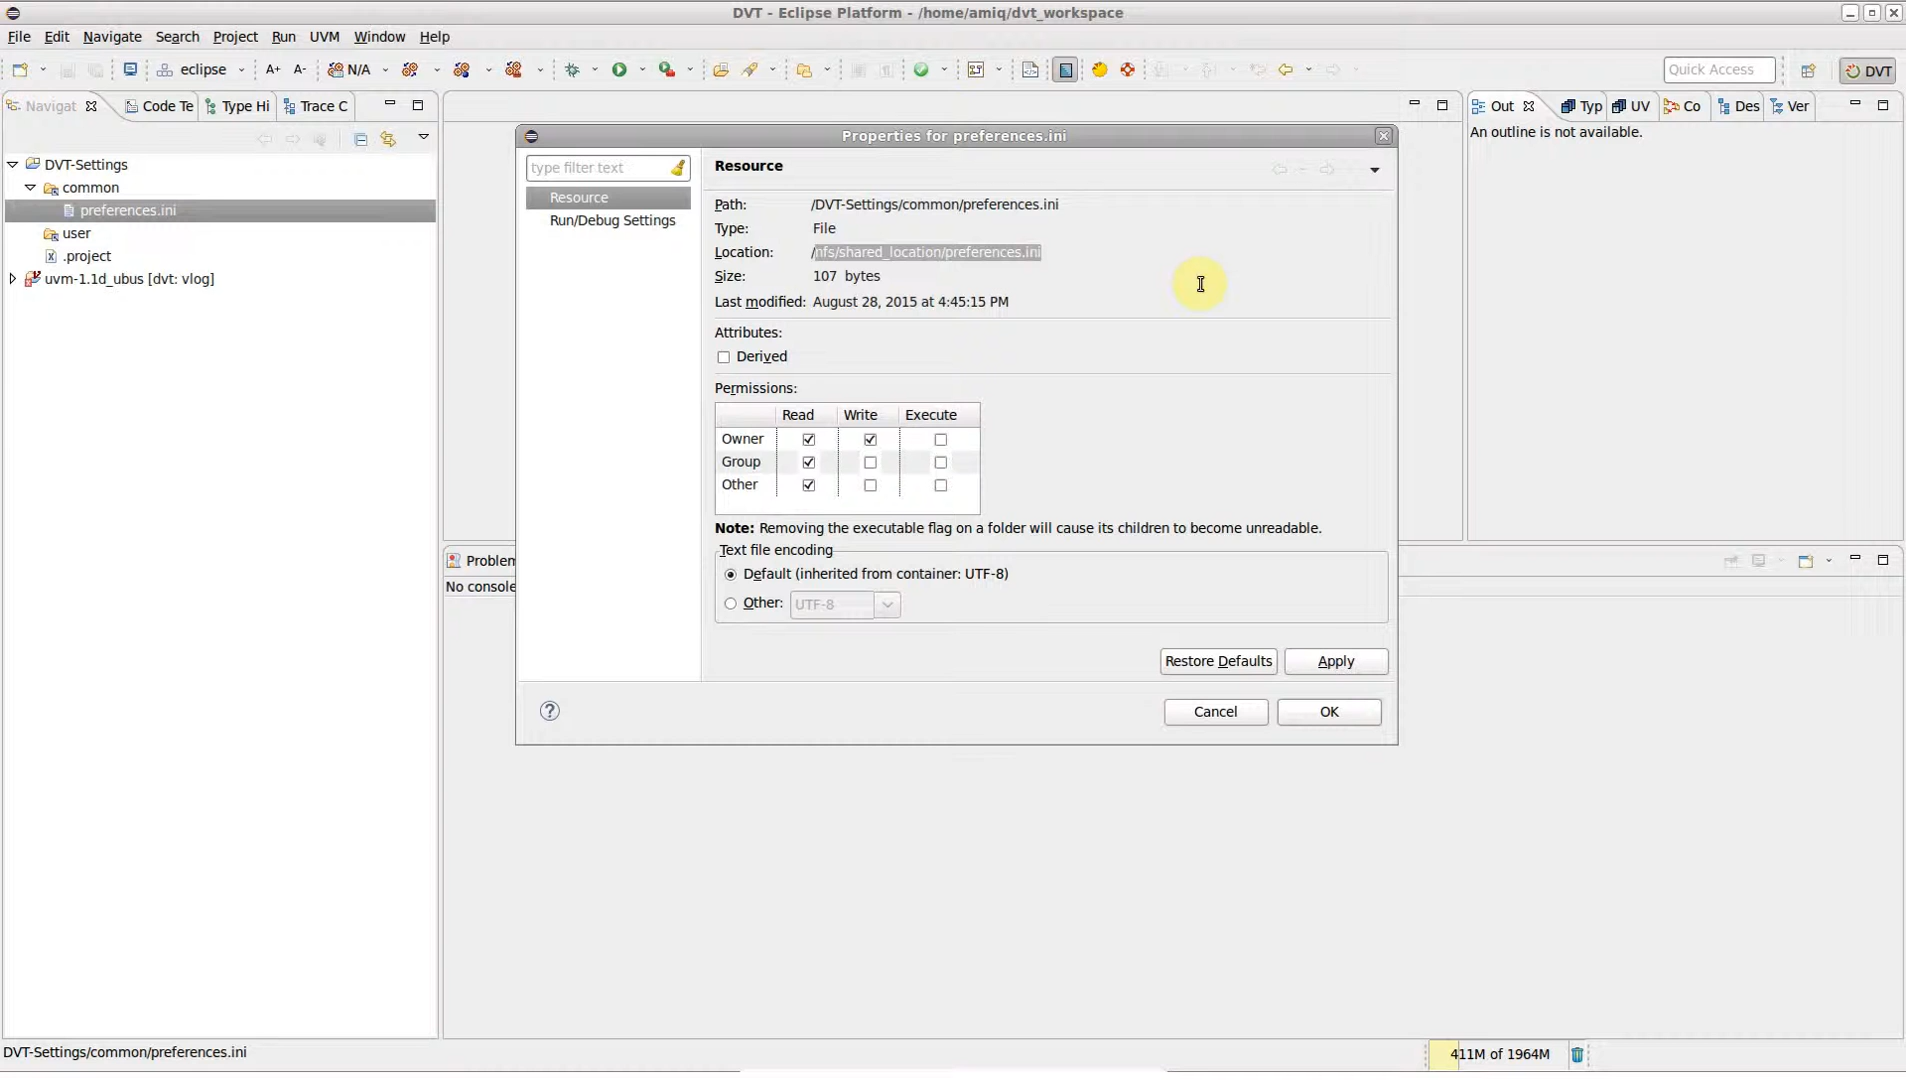 DVT - Eclipse Platform - /home/amiq/dvt_workspace
File Edit Navigate Search Project Run UVM Window Help
eclipse A+ A- N/A Quick Access DVT
Navigat Code Te Type Hi Trace C
Out Typ UV Co Des Ver
An outline is not available.
DVT-Settings
common
preferences.ini
user
.project
uvm-1.1d_ubus [dvt: vlog]
Properties for preferences.ini
type filter text
Resource
Run/Debug Settings
Resource
Path: /DVT-Settings/common/preferences.ini
Type: File
Location: /nfs/shared_location/preferences.ini
Size: 107 bytes
Last modified: August 28, 2015 at 4:45:15 PM
Attributes:
Derived
Permissions:
Read Write Execute
Owner
Group
Other
Note: Removing the executable flag on a folder will cause its children to become unreadable.
Text file encoding
Default (inherited from container: UTF-8)
Other: UTF-8
Restore Defaults Apply
Cancel OK
Problem
No console
DVT-Settings/common/preferences.ini
411M of 1964M